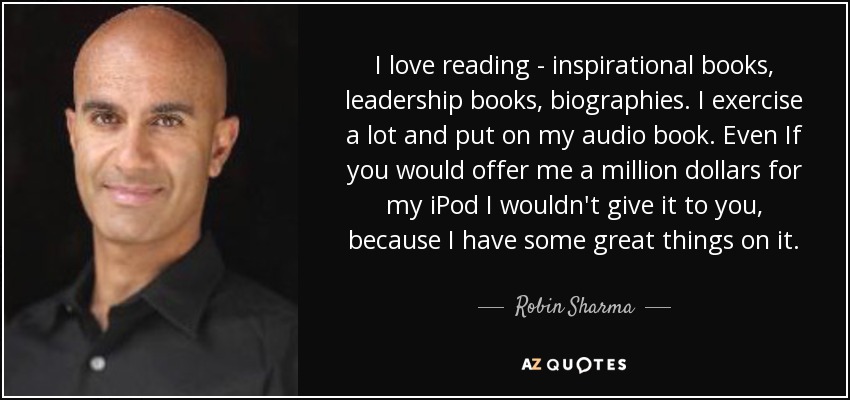 I love reading - inspirational books,
leadership books, biographies. I exercise
a lot and put on my audio book. Even If
you would offer me a million dollars for
my iPod I wouldn't give it to you,
because I have some great things on it.
Robin Sharma
AZ QUOTES